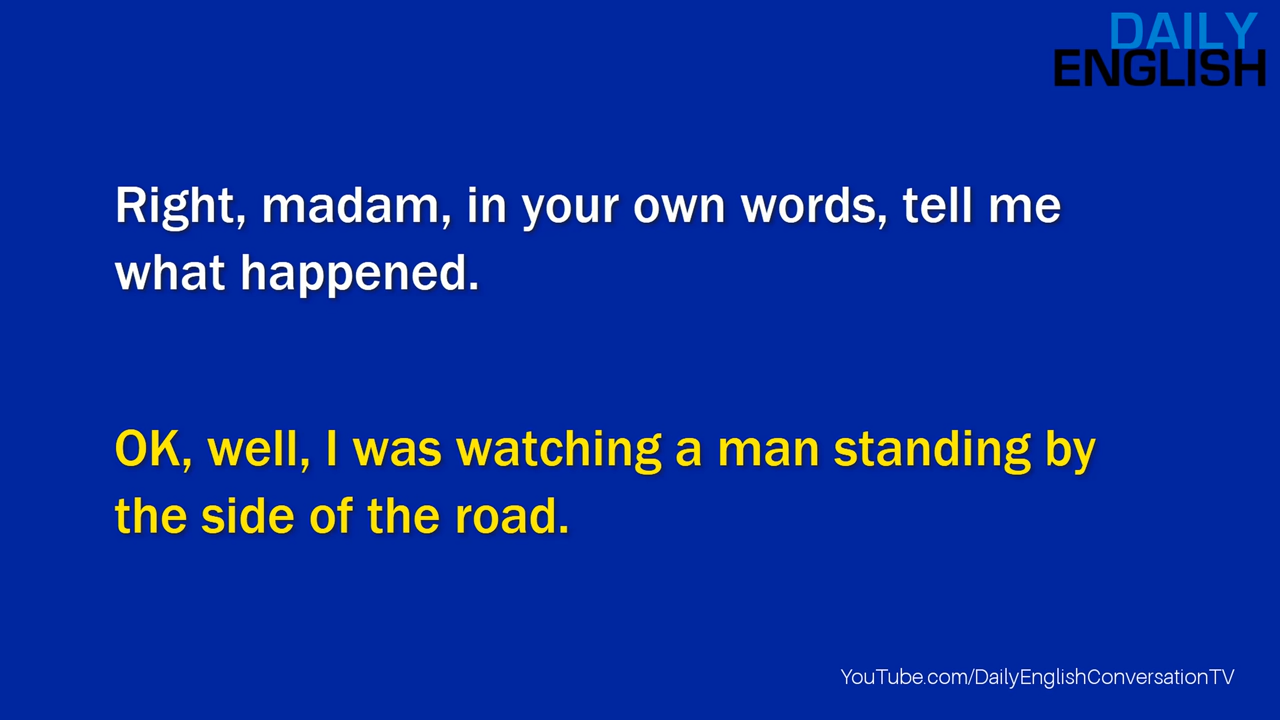 DAILY
ENGLISH
Right, madam, in your own words, tell me
what happened.
OK, well, I was watching a man standing by
the side of the road.
YouTube.com/DailyEnglishConversationTV